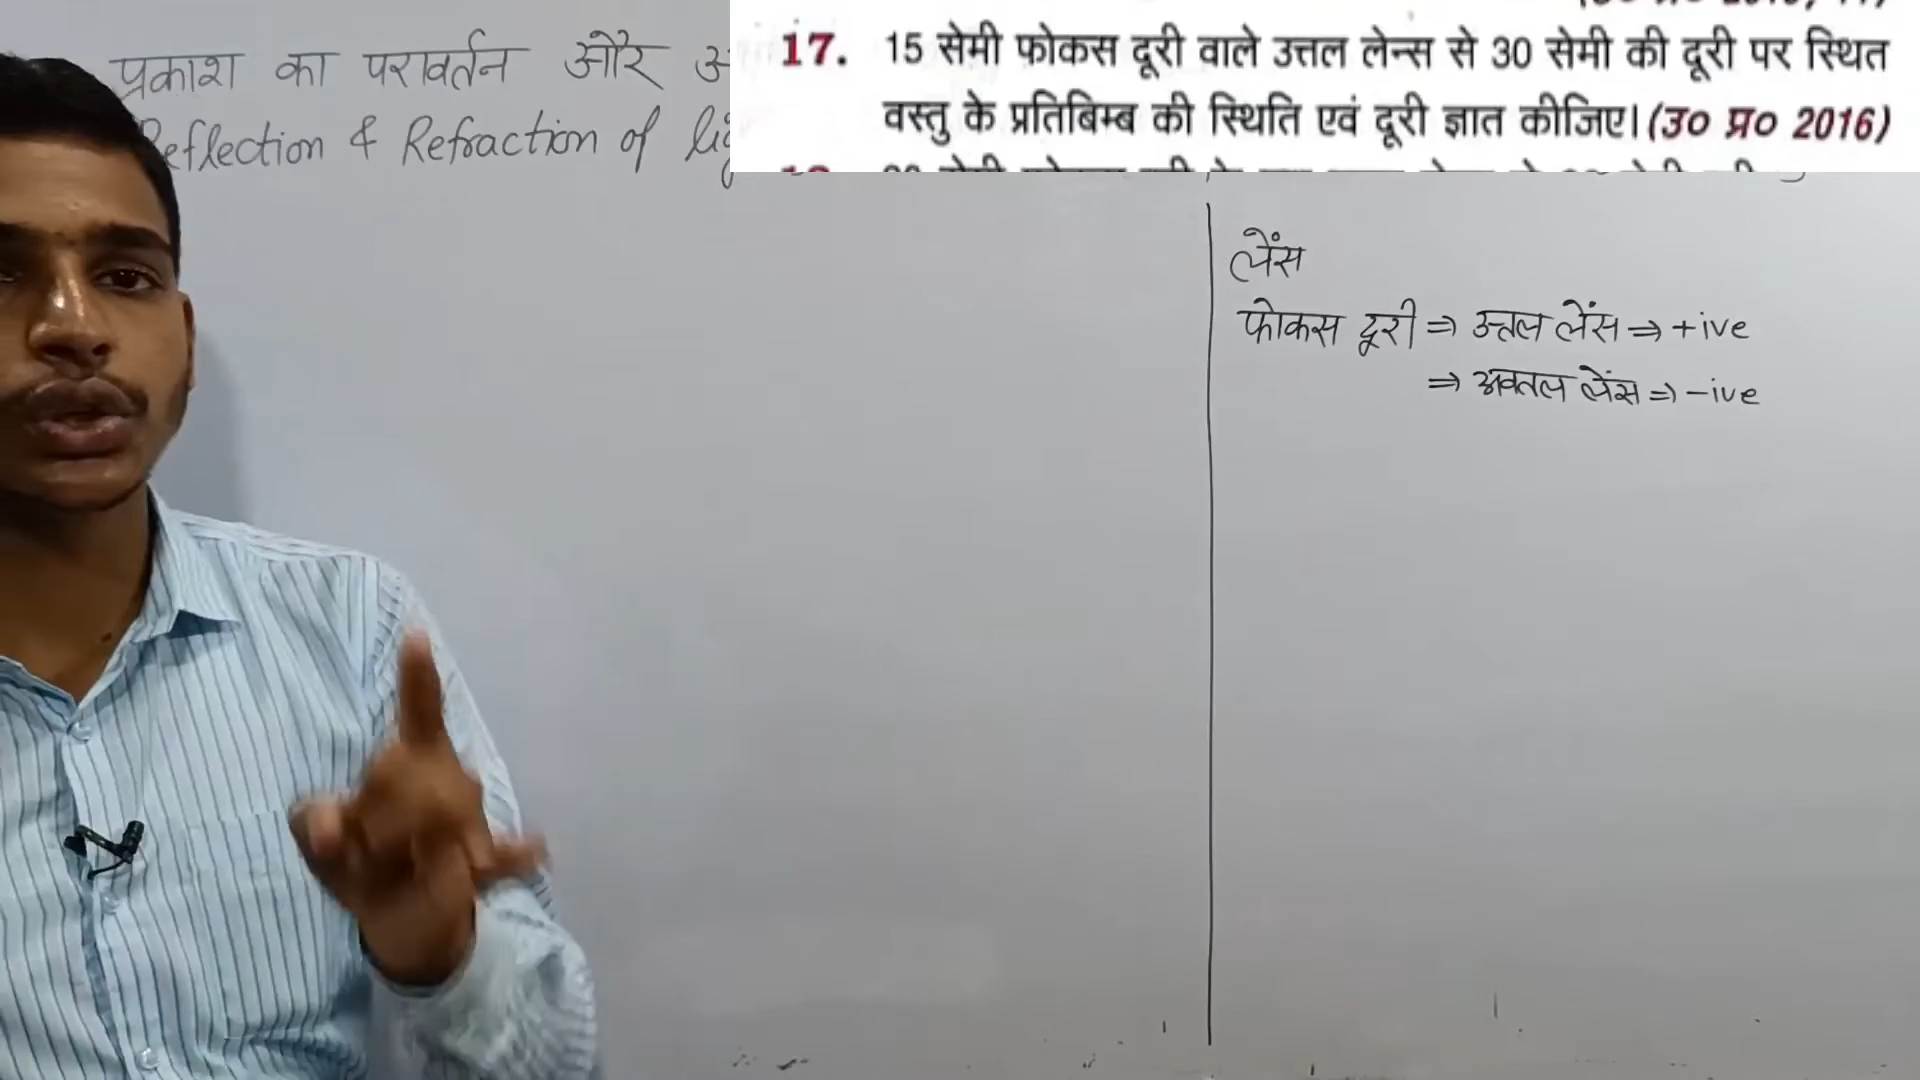 प्रकाश का परावर्तन और
Reflection & Refraction of
17. 15 सेमी फोकस दूरी वाले उत्तल लेन्स से 30 सेमी की दूरी पर स्थित
वस्तु के प्रतिबिम्ब की स्थिति एवं दूरी ज्ञात कीजिए। (उ० प्र० 2016)
लेंस
फोकस दूरी ⇒ उत्तल लेंस ⇒ +ive
⇒ अवतल लेंस ⇒ -ive